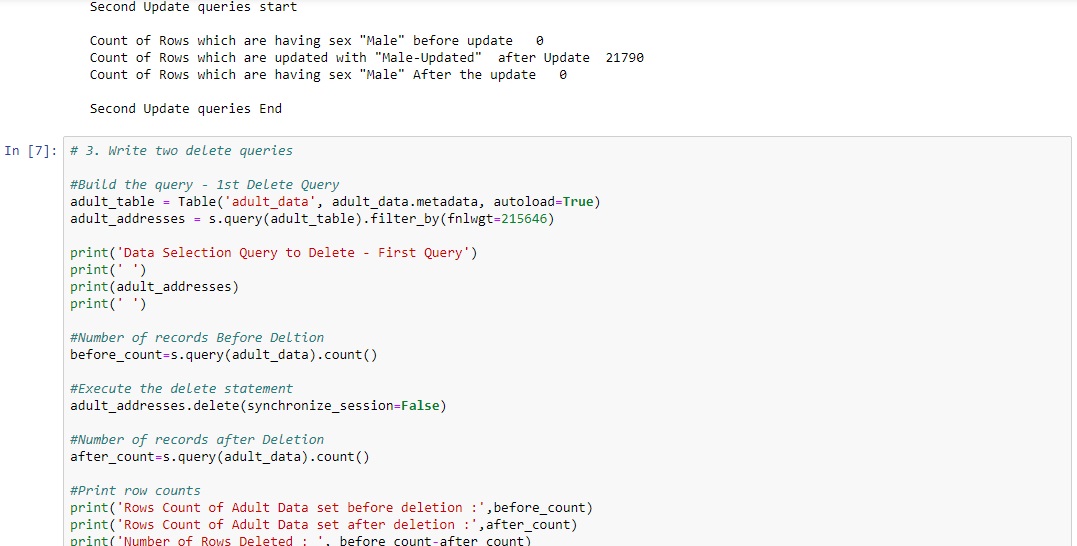 Second Update queries start
Count of Rows which are having sex "Male" before update   0
Count of Rows which are updated with "Male-Updated"  after Update  21790
Count of Rows which are having sex "Male" After the update   0
Second Update queries End
In [7]: # 3. Write two delete queries
#Build the query - 1st Delete Query
adult_table = Table('adult_data', adult_data.metadata, autoload=True)
adult_addresses = s.query(adult_table).filter_by(fnlwgt=215646)
print('Data Selection Query to Delete - First Query')
print(' ')
print(adult_addresses)
print(' ')
#Number of records Before Deltion
before_count=s.query(adult_data).count()
#Execute the delete statement
adult_addresses.delete(synchronize_session=False)
#Number of records after Deletion
after_count=s.query(adult_data).count()
#Print row counts
print('Rows Count of Adult Data set before deletion :',before_count)
print('Rows Count of Adult Data set after deletion :',after_count)
print('Number of Rows Deleted : ', before_count-after_count)